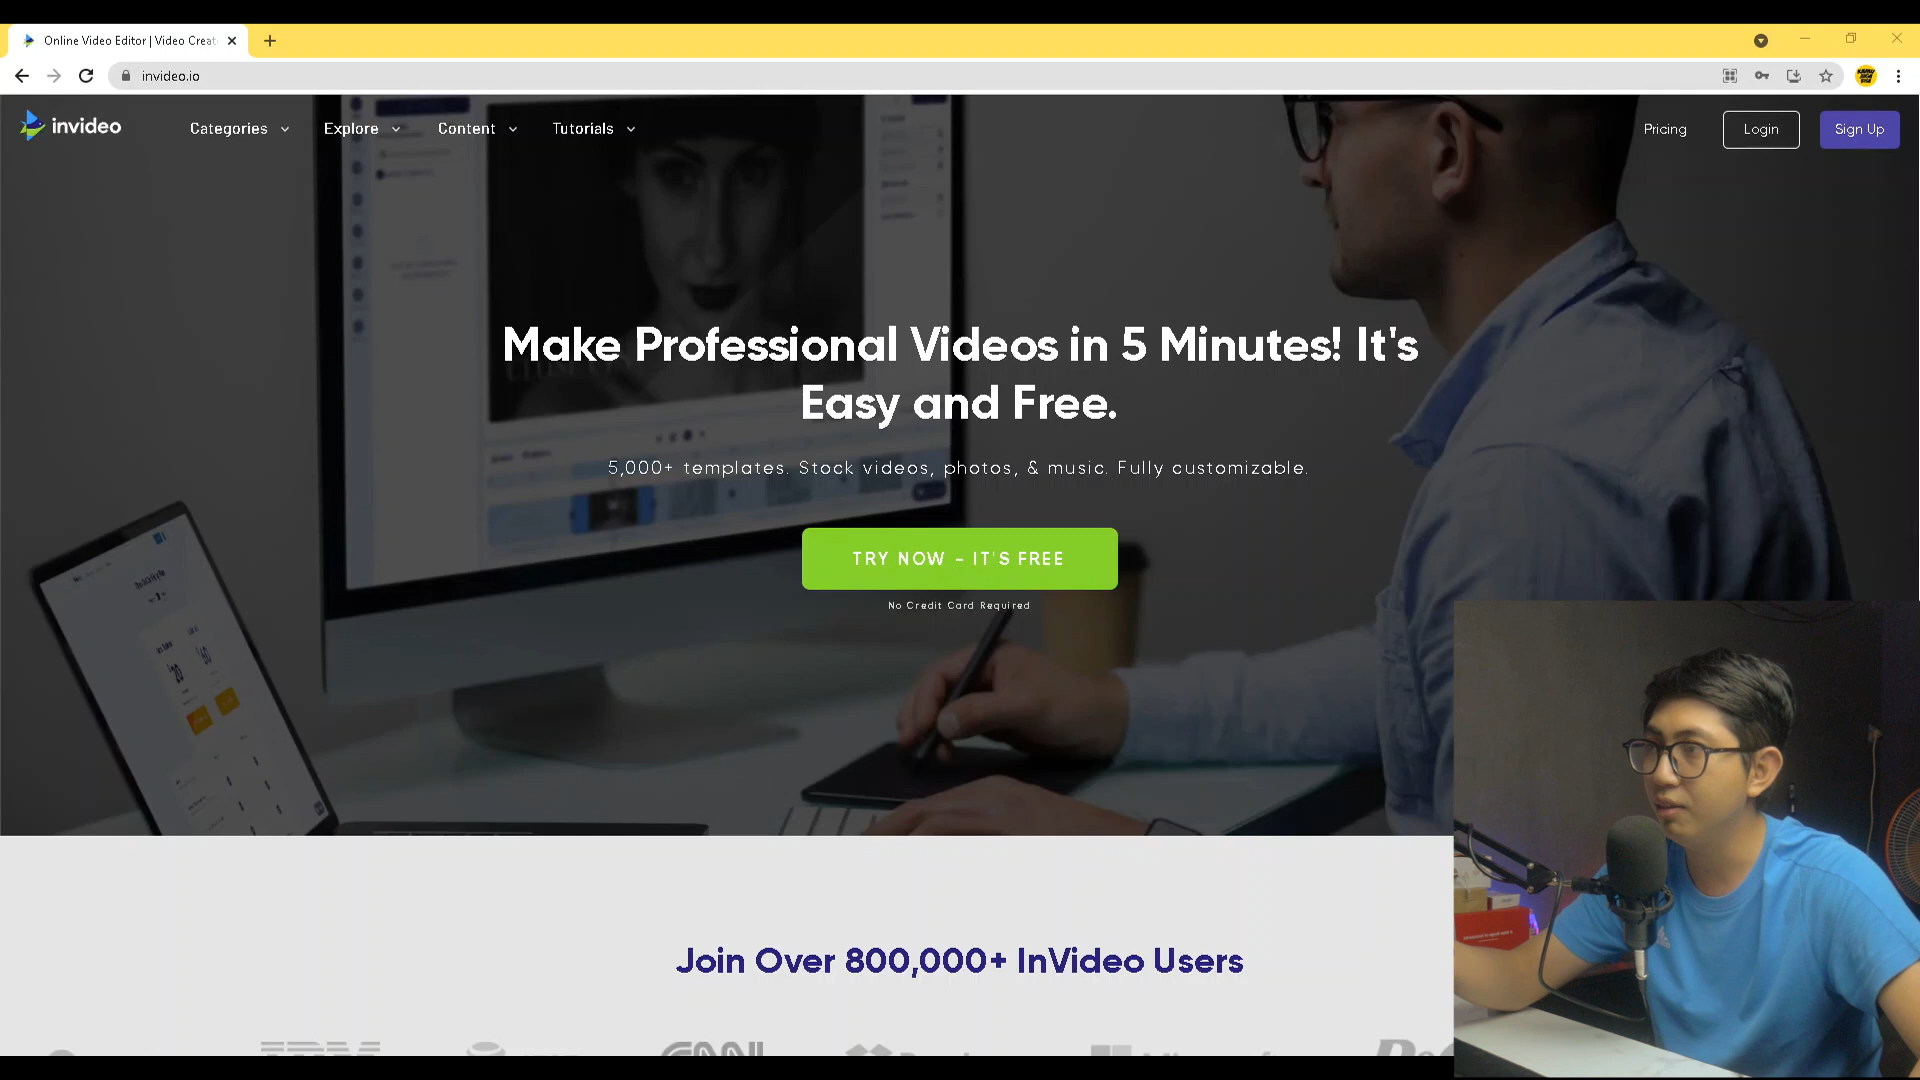 Online Video Editor | Video Creat
invideo.io
invideo
Categories
Explore
Content
Tutorials
Pricing
Login
Sign Up
Make Professional Videos in 5 Minutes! It's
Easy and Free.
5,000+ templates. Stock videos, photos, & music. Fully customizable.
TRY NOW - IT'S FREE
No Credit Card Required
Join Over 800,000+ InVideo Users
IBM
CNN